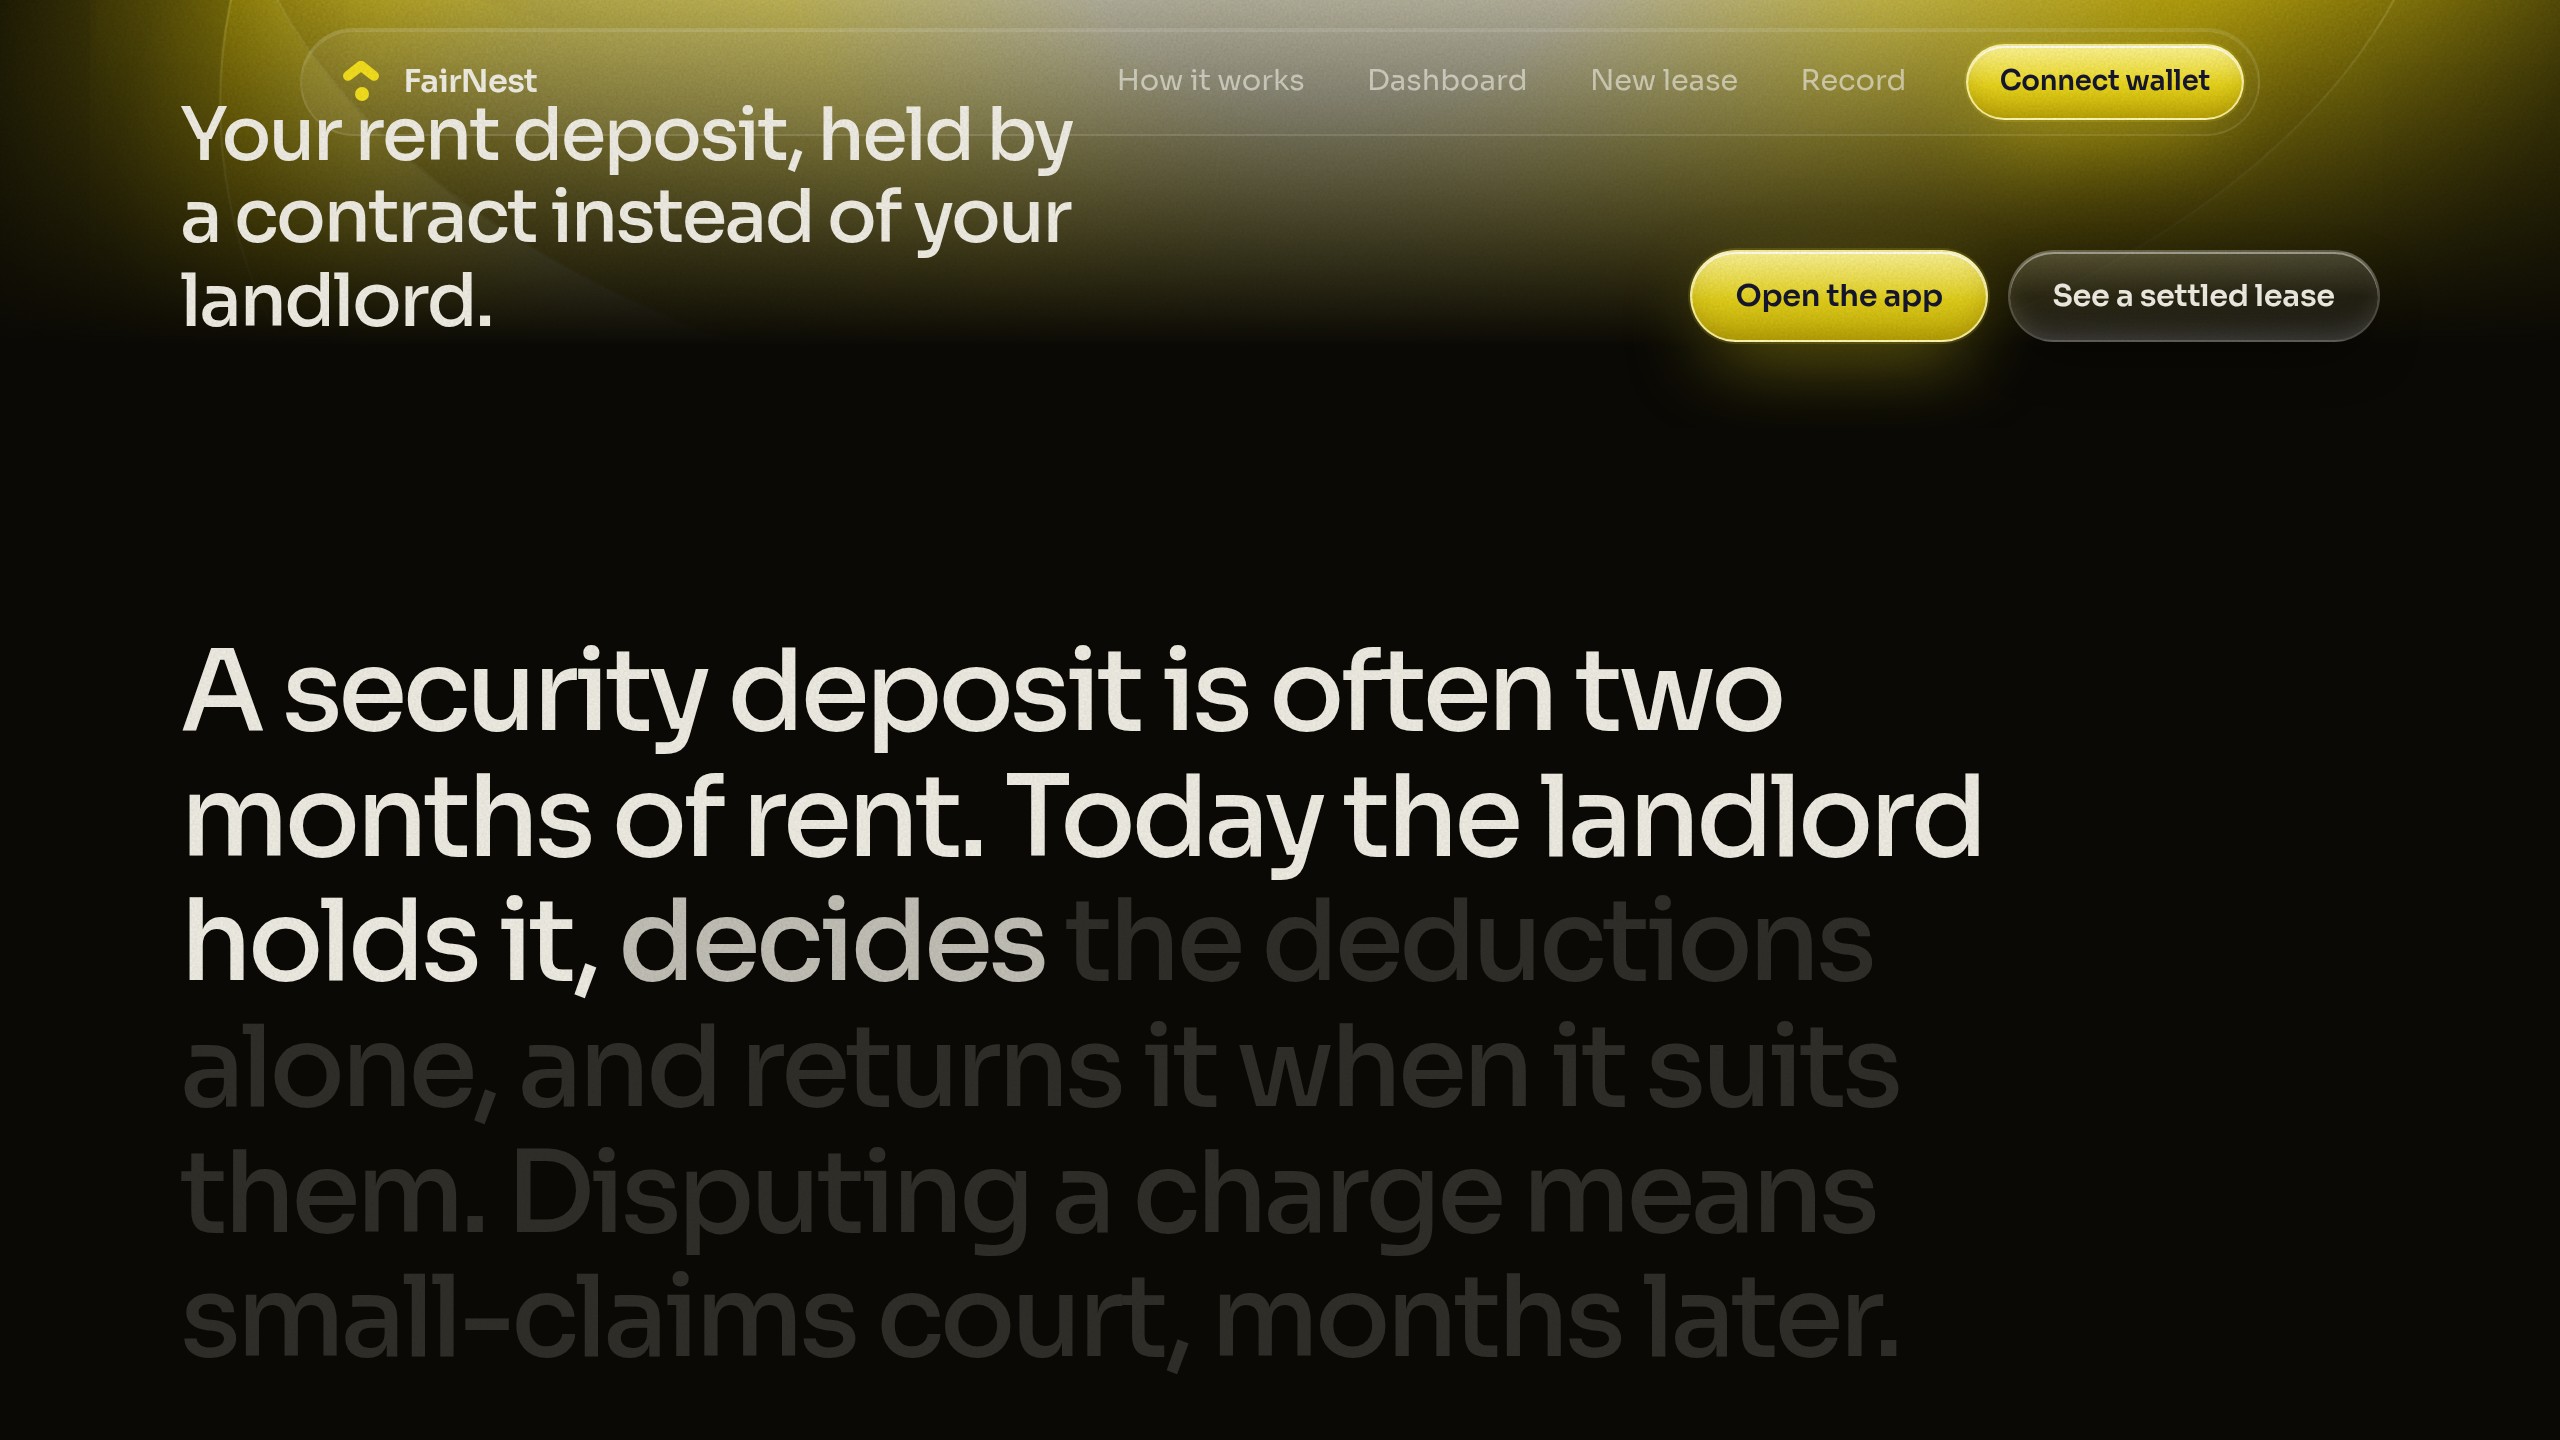 FairNest
How it works
Dashboard
New lease
Record
Connect wallet
Your rent deposit, held by
a contract instead of your
landlord.
Open the app
See a settled lease
A security deposit is often two
months of rent. Today the landlord
holds it, decides the deductions
alone, and returns it when it suits
them. Disputing a charge means
small-claims court, months later.